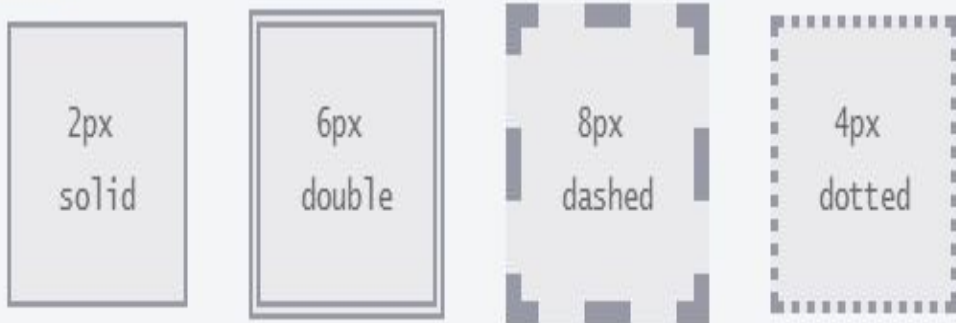 2px
solid
6px
double
8px
dashed
4px
dotted